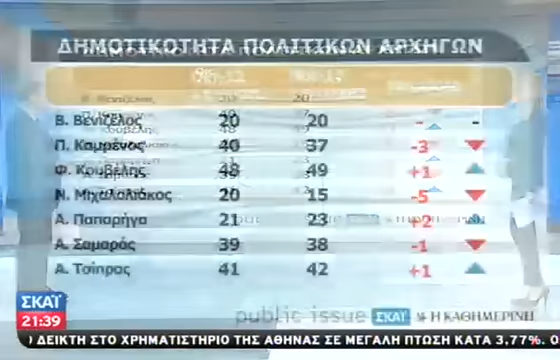 ΔΗΜΟΤΙΚΟΤΗΤΑ ΠΟΛΙΤΙΚΩΝ ΑΡΧΗΓΩΝ
Β. Βενιζέλος 20 20 - -
Π. Καμμένος 40 37 -3
Φ. Κουβέλης 48 49 +1
Ν. Μιχαλολιάκος 20 15 -5
Α. Παπαρήγα 21 23 +2
Α. Σαμαράς 39 38 -1
Α. Τσίπρας 41 42 +1
public issue ΣΚΑΪ Η ΚΑΘΗΜΕΡΙΝΗ
ΣΚΑΪ
21:39
Ο ΔΕΙΚΤΗ ΣΤΟ ΧΡΗΜΑΤΙΣΤΗΡΙΟ ΤΗΣ ΑΘΗΝΑΣ ΣΕ ΜΕΓΑΛΗ ΠΤΩΣΗ ΚΑΤΑ 3,77%. Ο